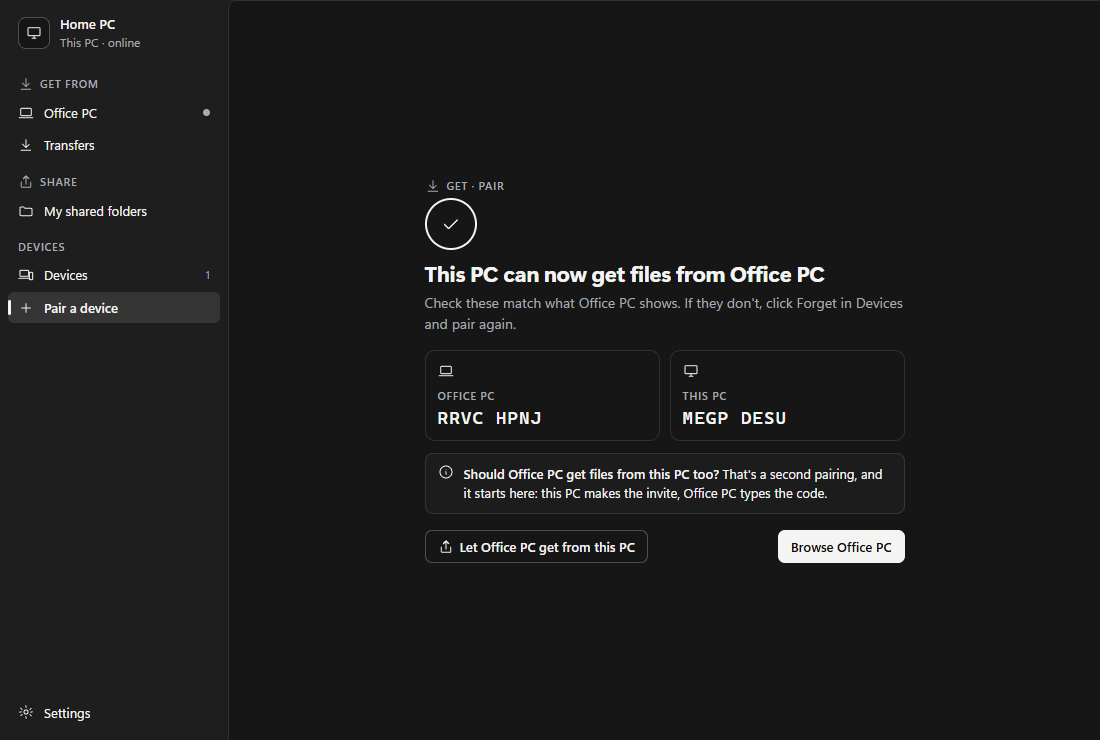 Home PC
This PC · online
GET FROM
Office PC
Transfers
SHARE
My shared folders
DEVICES
Devices 1
Pair a device
Settings
GET · PAIR
This PC can now get files from Office PC
Check these match what Office PC shows. If they don't, click Forget in Devices
and pair again.
OFFICE PC
RRVC HPNJ
THIS PC
MEGP DESU
Should Office PC get files from this PC too? That's a second pairing, and
it starts here: this PC makes the invite, Office PC types the code.
Let Office PC get from this PC
Browse Office PC